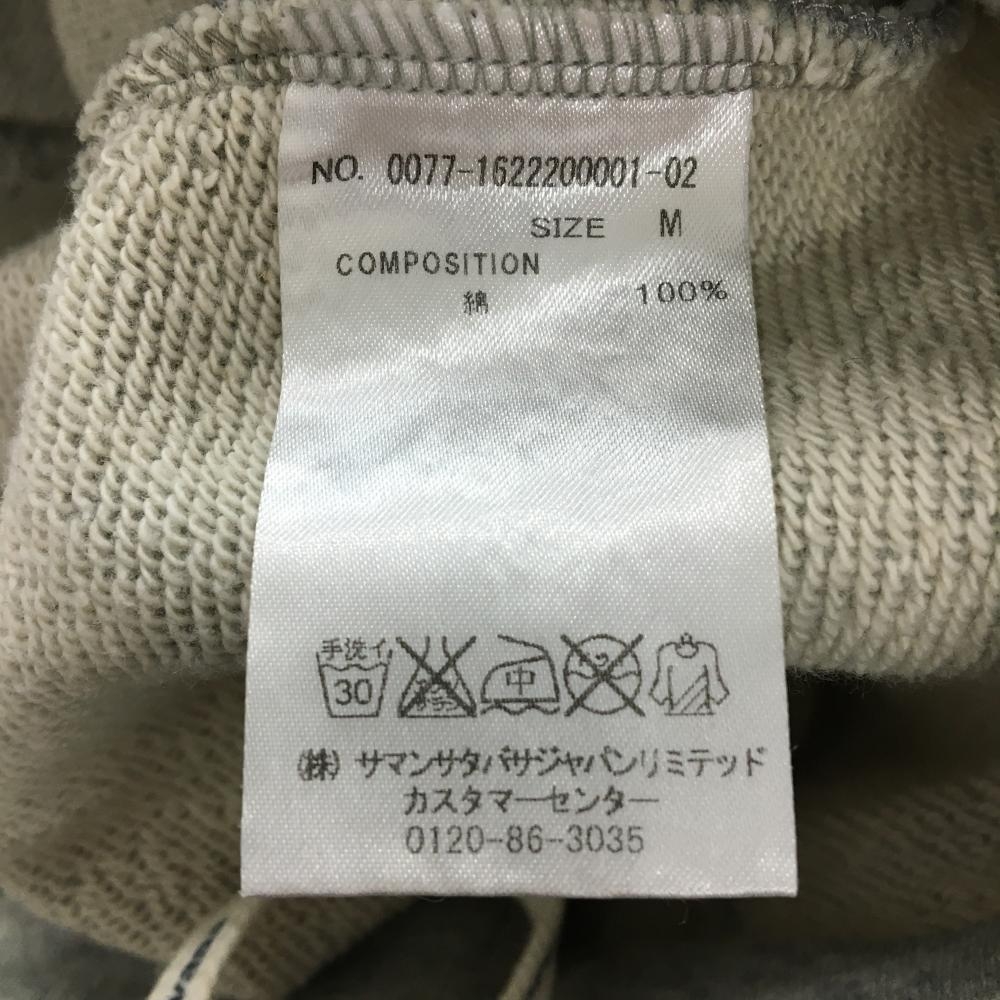 NO. 0077-1622200001-02
SIZE M
COMPOSITION
綿 100%
手洗イ
30
中
(株) サマンサタバサジャパンリミテッド
カスタマーセンター
0120-86-3035